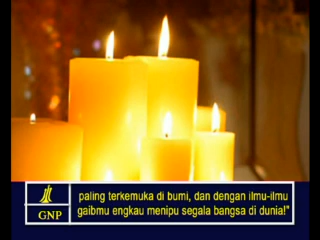 paling terkemuka di bumi, dan dengan ilmu-ilmu
gaibmu engkau menipu segala bangsa di dunia!"
GNP